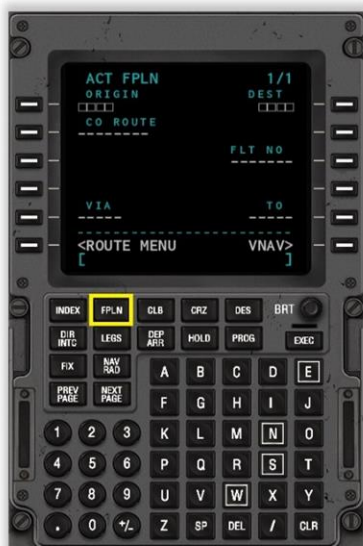 ACT FPLN 1/1
ORIGIN DEST
CO ROUTE
FLT NO
VIA TO
<ROUTE MENU VNAV>
[ ]
INDEX FPLN CLB CRZ DES BRT
DIR INTC LEGS DEP ARR HOLD PROG EXEC
FIX NAV RAD
PREV PAGE NEXT PAGE
A B C D E
F G H I J
1 2 3 K L M N O
4 5 6 P Q R S T
7 8 9 U V W X Y
. 0 +/- Z SP DEL / CLR